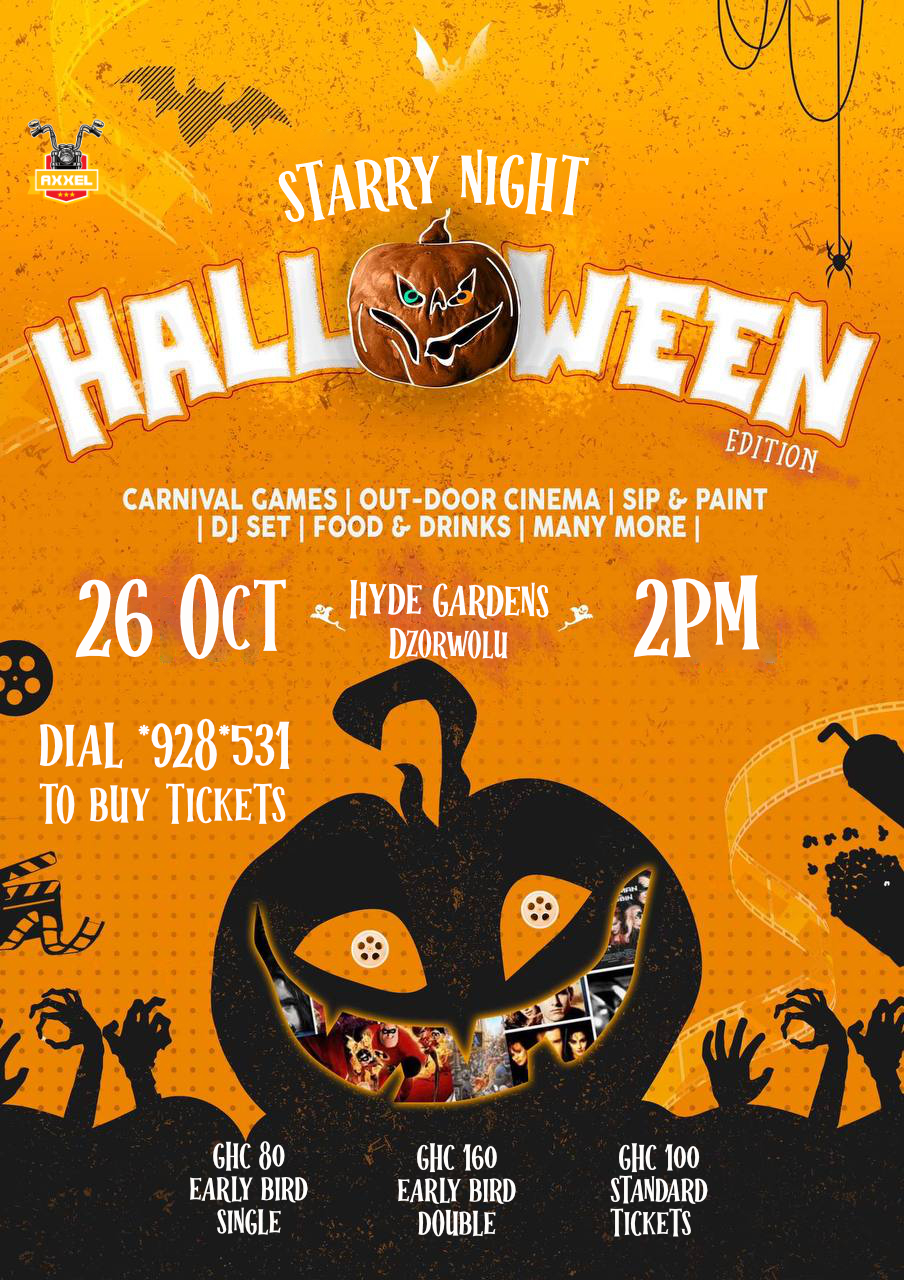 AXXEL
STARRY NIGHT
HALLOWEEN
EDITION
CARNIVAL GAMES | OUT-DOOR CINEMA | SIP & PAINT
| DJ SET | FOOD & DRINKS | MANY MORE |
26 OCT
HYDE GARDENS
DZORWOLU
2PM
DIAL *928*531
TO BUY TICKETS
GHC 80
EARLY BIRD
SINGLE
GHC 160
EARLY BIRD
DOUBLE
GHC 100
STANDARD
TICKETS